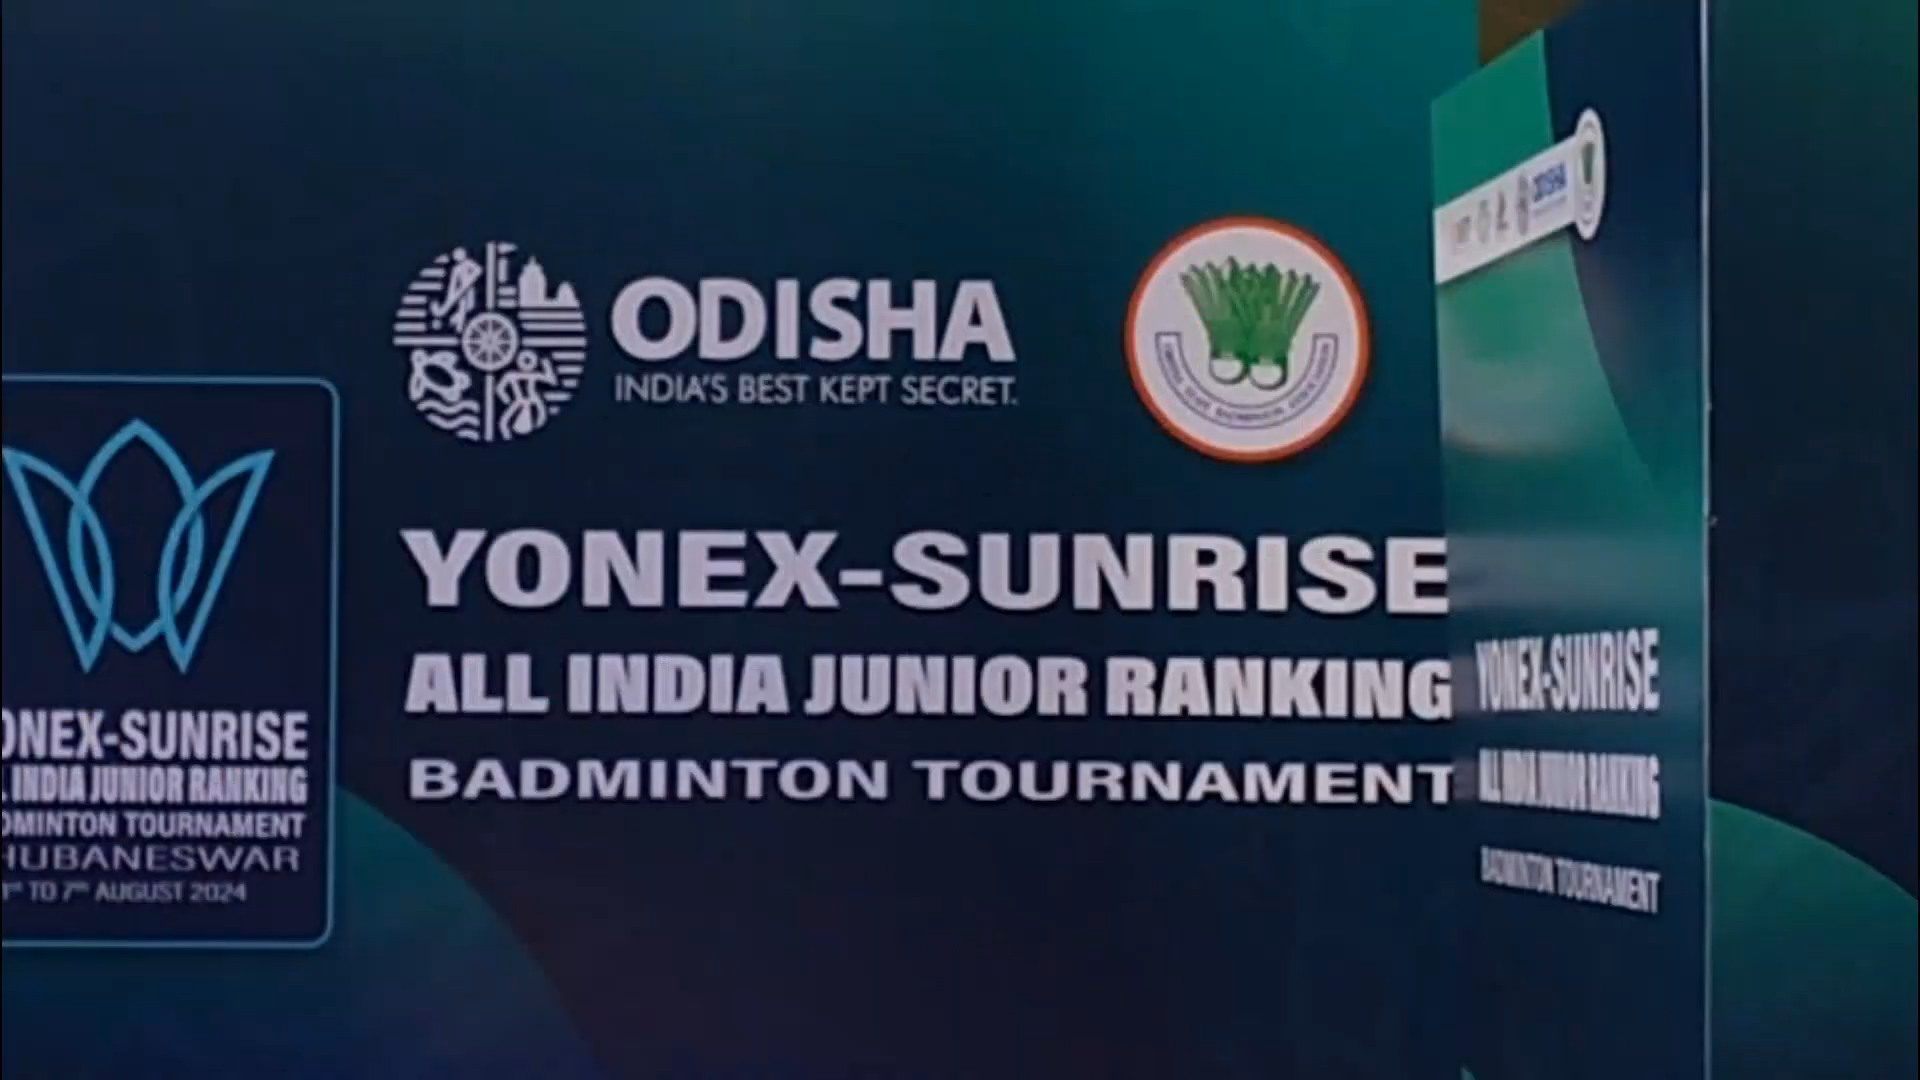 ODISHA
INDIA'S BEST KEPT SECRET.
YONEX-SUNRISE
ALL INDIA JUNIOR RANKING
BADMINTON TOURNAMENT
ONEX-SUNRISE
INDIA JUNIOR RANKING
DMINTON TOURNAMENT
HUBANESWAR
1ST TO 7TH AUGUST 2024
ODISHA
YONEX-SUNRISE
ALL INDIA JUNIOR RANKING
BADMINTON TOURNAMENT